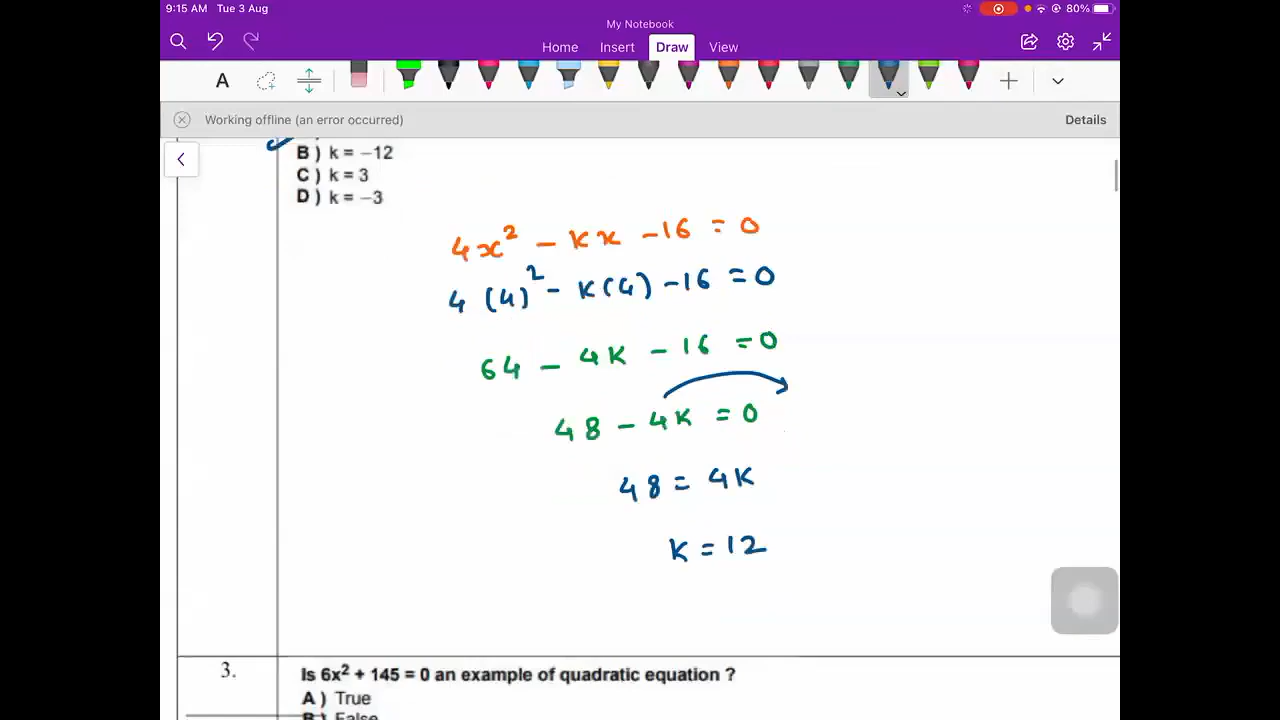 9:15 AM Tue 3 Aug
80%
My Notebook
Home Insert Draw View
A
Working offline (an error occurred) Details
B ) k = −12
C ) k = 3
D ) k = −3
4x² − kx − 16 = 0
4 (4)² − k(4) − 16 = 0
64 − 4k − 16 = 0
48 − 4k = 0
48 = 4k
k = 12
3. Is 6x² + 145 = 0 an example of quadratic equation ?
A ) True
B ) False